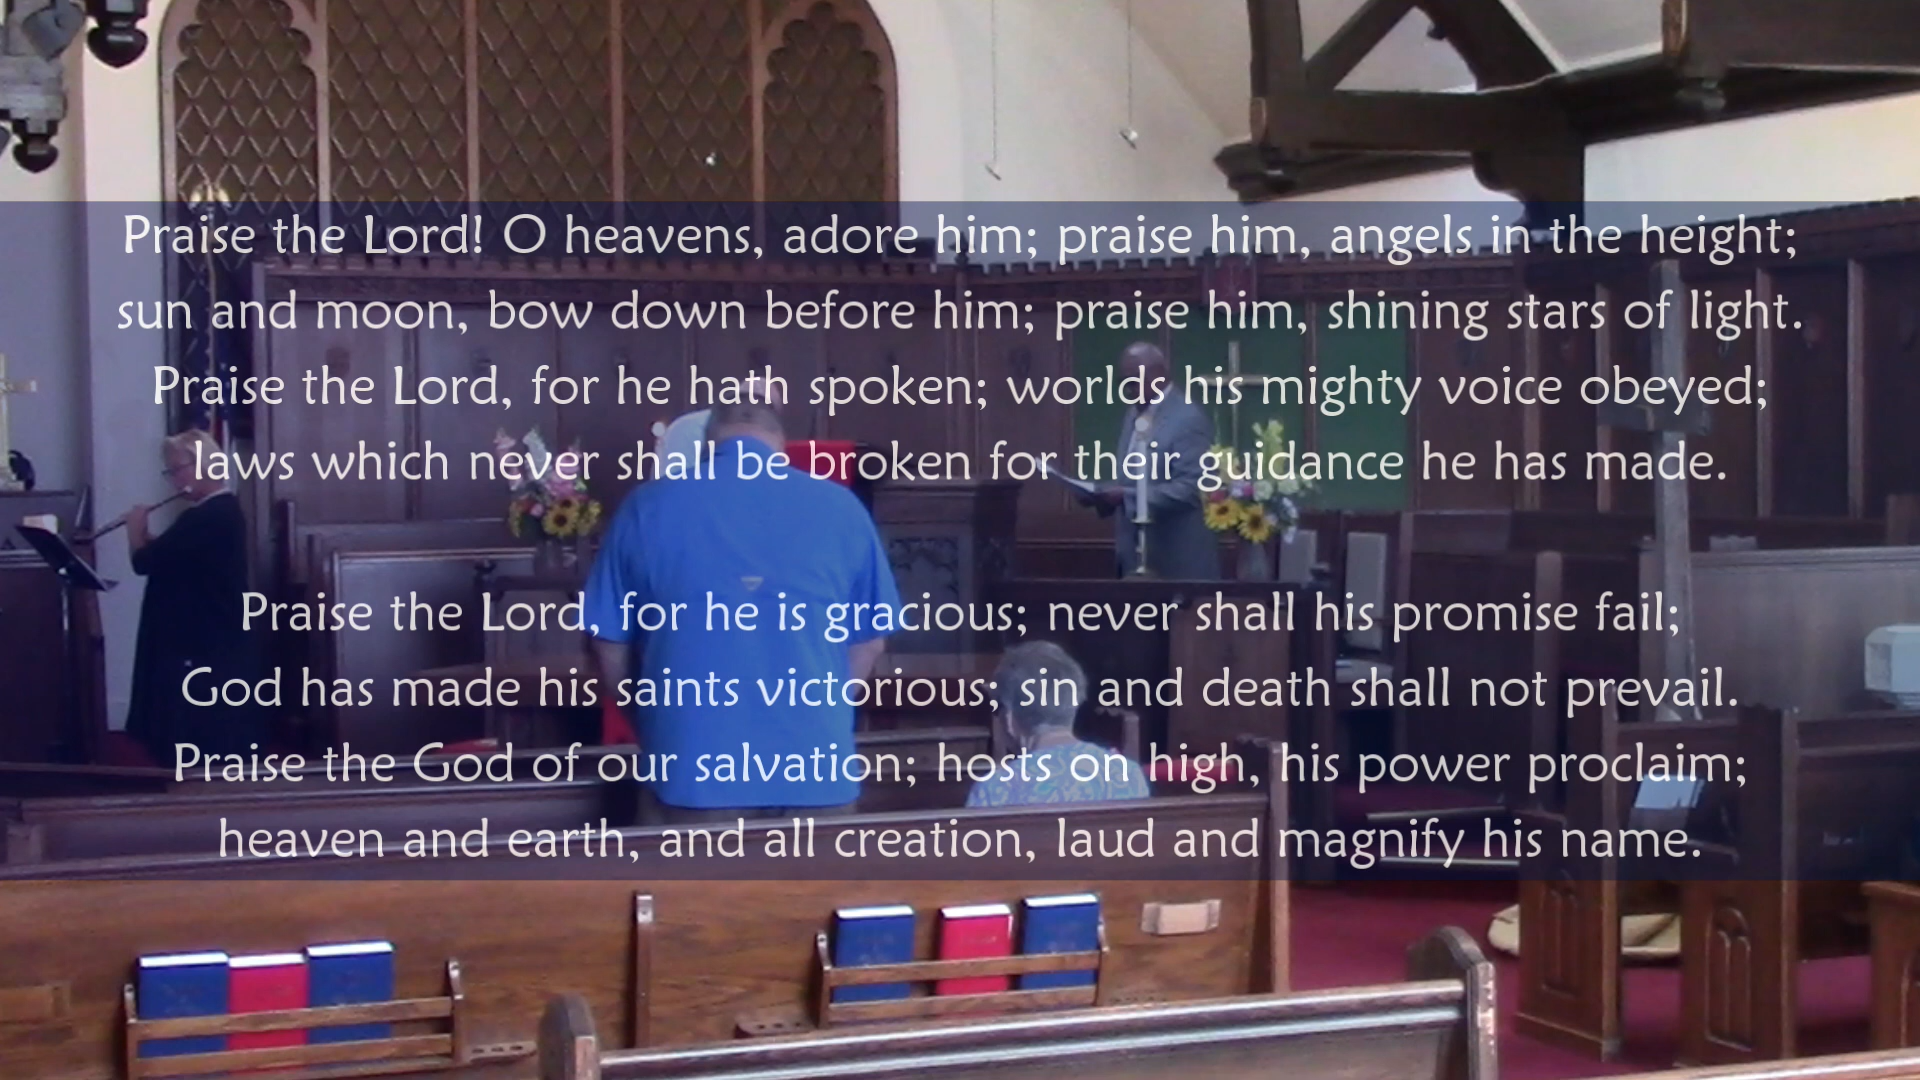 Praise the Lord! O heavens, adore him; praise him, angels in the height;
sun and moon, bow down before him; praise him, shining stars of light.
Praise the Lord, for he hath spoken; worlds his mighty voice obeyed;
laws which never shall be broken for their guidance he has made.
Praise the Lord, for he is gracious; never shall his promise fail;
God has made his saints victorious; sin and death shall not prevail.
Praise the God of our salvation; hosts on high, his power proclaim;
heaven and earth, and all creation, laud and magnify his name.